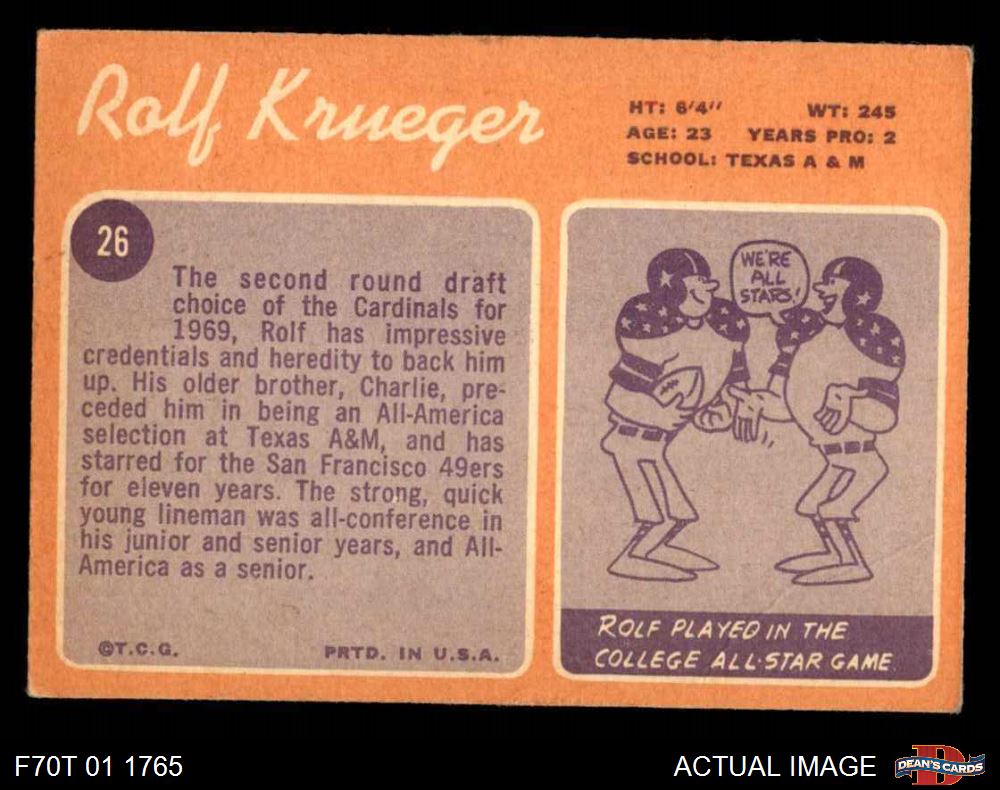 Rolf Krueger
HT: 6'4" WT: 245
AGE: 23 YEARS PRO: 2
SCHOOL: TEXAS A & M
26
The second round draft
choice of the Cardinals for
1969, Rolf has impressive
credentials and heredity to back him
up. His older brother, Charlie, pre-
ceded him in being an All-America
selection at Texas A&M, and has
starred for the San Francisco 49ers
for eleven years. The strong, quick
young lineman was all-conference in
his junior and senior years, and All-
America as a senior.
©T.C.G. PRTD. IN U.S.A.
WE'RE
ALL
STARS!
ROLF PLAYED IN THE
COLLEGE ALL-STAR GAME.
F70T 01 1765
ACTUAL IMAGE
DEAN'S CARDS